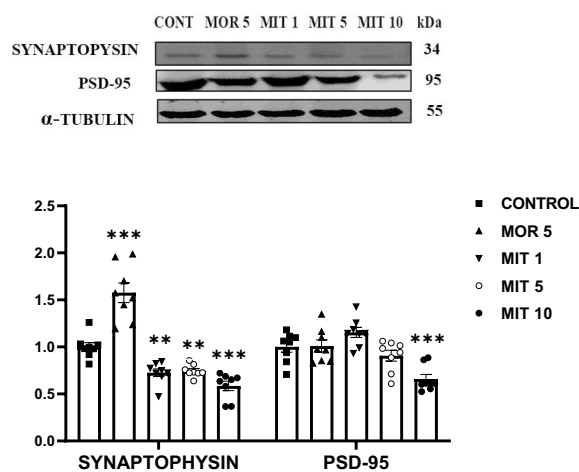 CONT MOR 5 MIT 1 MIT 5 MIT 10 kDa
SYNAPTOPYSIN 34
PSD-95 95
α-TUBULIN 55
2.5
2.0
1.5
1.0
0.5
0.0
***
** ** ***
***
SYNAPTOPHYSIN PSD-95
CONTROL
MOR 5
MIT 1
MIT 5
MIT 10